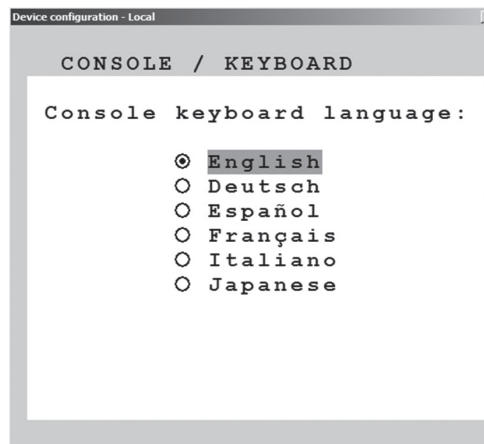 Device configuration - Local
CONSOLE / KEYBOARD
Console keyboard language:
English
Deutsch
Español
Français
Italiano
Japanese